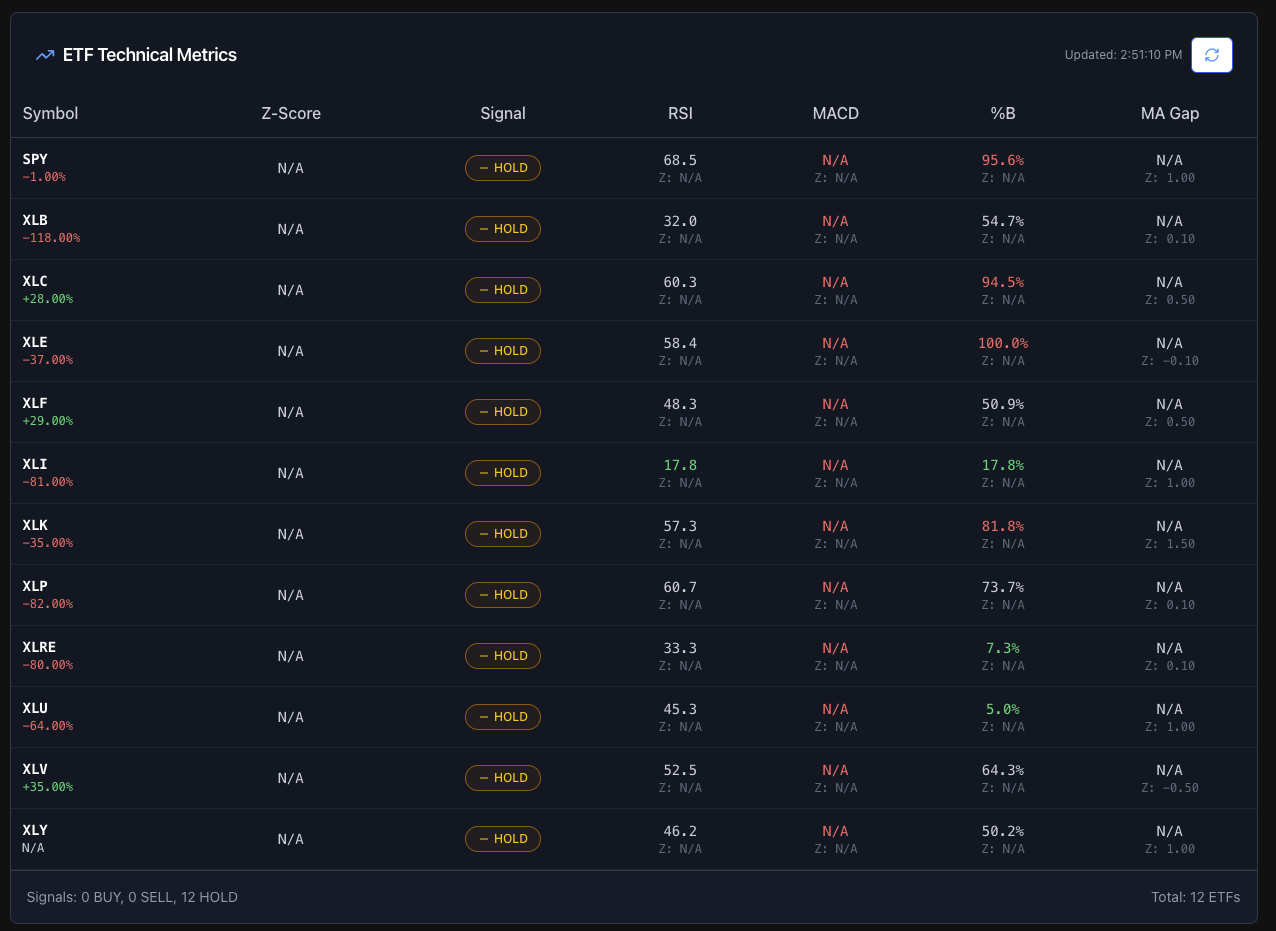 ETF Technical Metrics
Updated: 2:51:10 PM
Symbol Z-Score Signal RSI MACD %B MA Gap
SPY N/A — HOLD 68.5 N/A 95.6% N/A
−1.00% Z: N/A Z: N/A Z: N/A Z: 1.00
XLB N/A — HOLD 32.0 N/A 54.7% N/A
−118.00% Z: N/A Z: N/A Z: N/A Z: 0.10
XLC N/A — HOLD 60.3 N/A 94.5% N/A
+28.00% Z: N/A Z: N/A Z: N/A Z: 0.50
XLE N/A — HOLD 58.4 N/A 100.0% N/A
−37.00% Z: N/A Z: N/A Z: N/A Z: −0.10
XLF N/A — HOLD 48.3 N/A 50.9% N/A
+29.00% Z: N/A Z: N/A Z: N/A Z: 0.50
XLI N/A — HOLD 17.8 N/A 17.8% N/A
−81.00% Z: N/A Z: N/A Z: N/A Z: 1.00
XLK N/A — HOLD 57.3 N/A 81.8% N/A
−35.00% Z: N/A Z: N/A Z: N/A Z: 1.50
XLP N/A — HOLD 60.7 N/A 73.7% N/A
−82.00% Z: N/A Z: N/A Z: N/A Z: 0.10
XLRE N/A — HOLD 33.3 N/A 7.3% N/A
−80.00% Z: N/A Z: N/A Z: N/A Z: 0.10
XLU N/A — HOLD 45.3 N/A 5.0% N/A
−64.00% Z: N/A Z: N/A Z: N/A Z: 1.00
XLV N/A — HOLD 52.5 N/A 64.3% N/A
+35.00% Z: N/A Z: N/A Z: N/A Z: −0.50
XLY N/A — HOLD 46.2 N/A 50.2% N/A
N/A Z: N/A Z: N/A Z: N/A Z: 1.00
Signals: 0 BUY, 0 SELL, 12 HOLD
Total: 12 ETFs